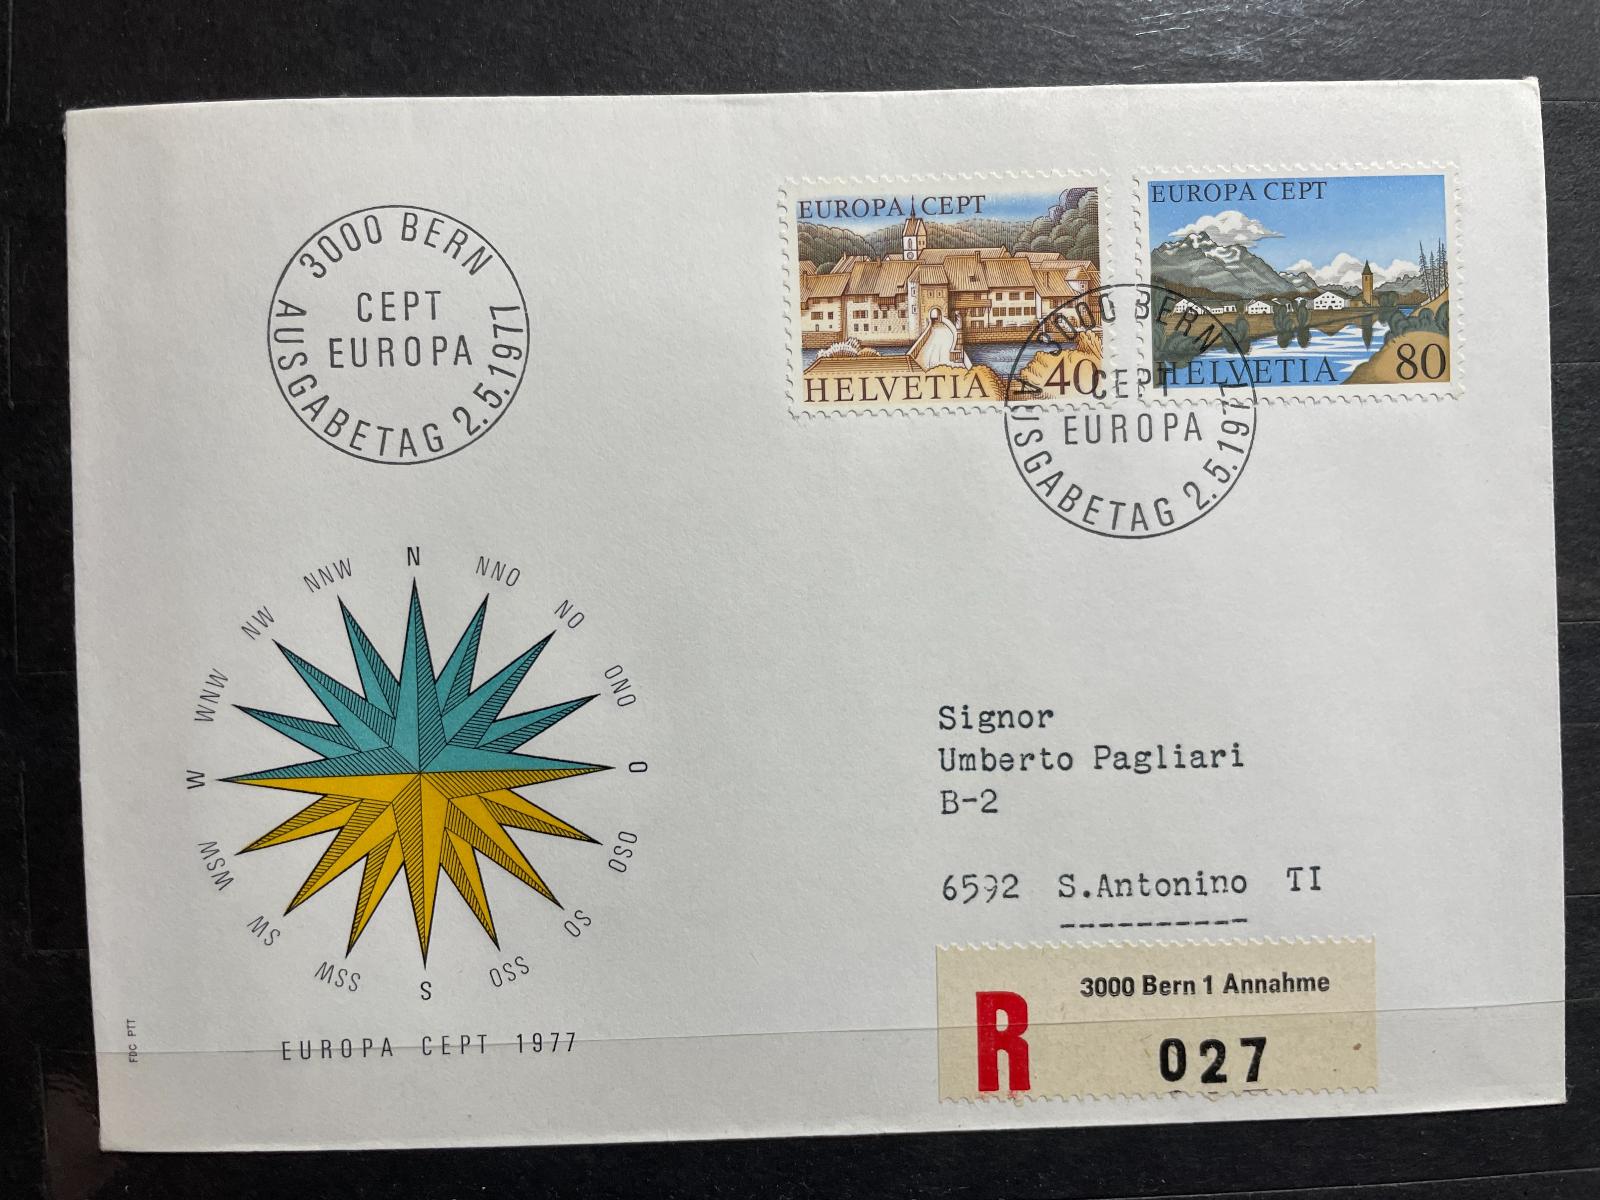 3000 BERN
CEPT
EUROPA
AUSGABETAG 2.5.1977
EUROPA CEPT
HELVETIA
40
EUROPA CEPT
HELVETIA
80
3000 BERN
CEPT
EUROPA
AUSGABETAG 2.5.1977
N
NNO
NO
ONO
O
OSO
SO
SSO
S
SSW
SW
WSW
W
WNW
NW
NNW
EUROPA CEPT 1977
FDC PTT
Signor
Umberto Pagliari
B-2
6592 S.Antonino TI
R
3000 Bern 1 Annahme
027